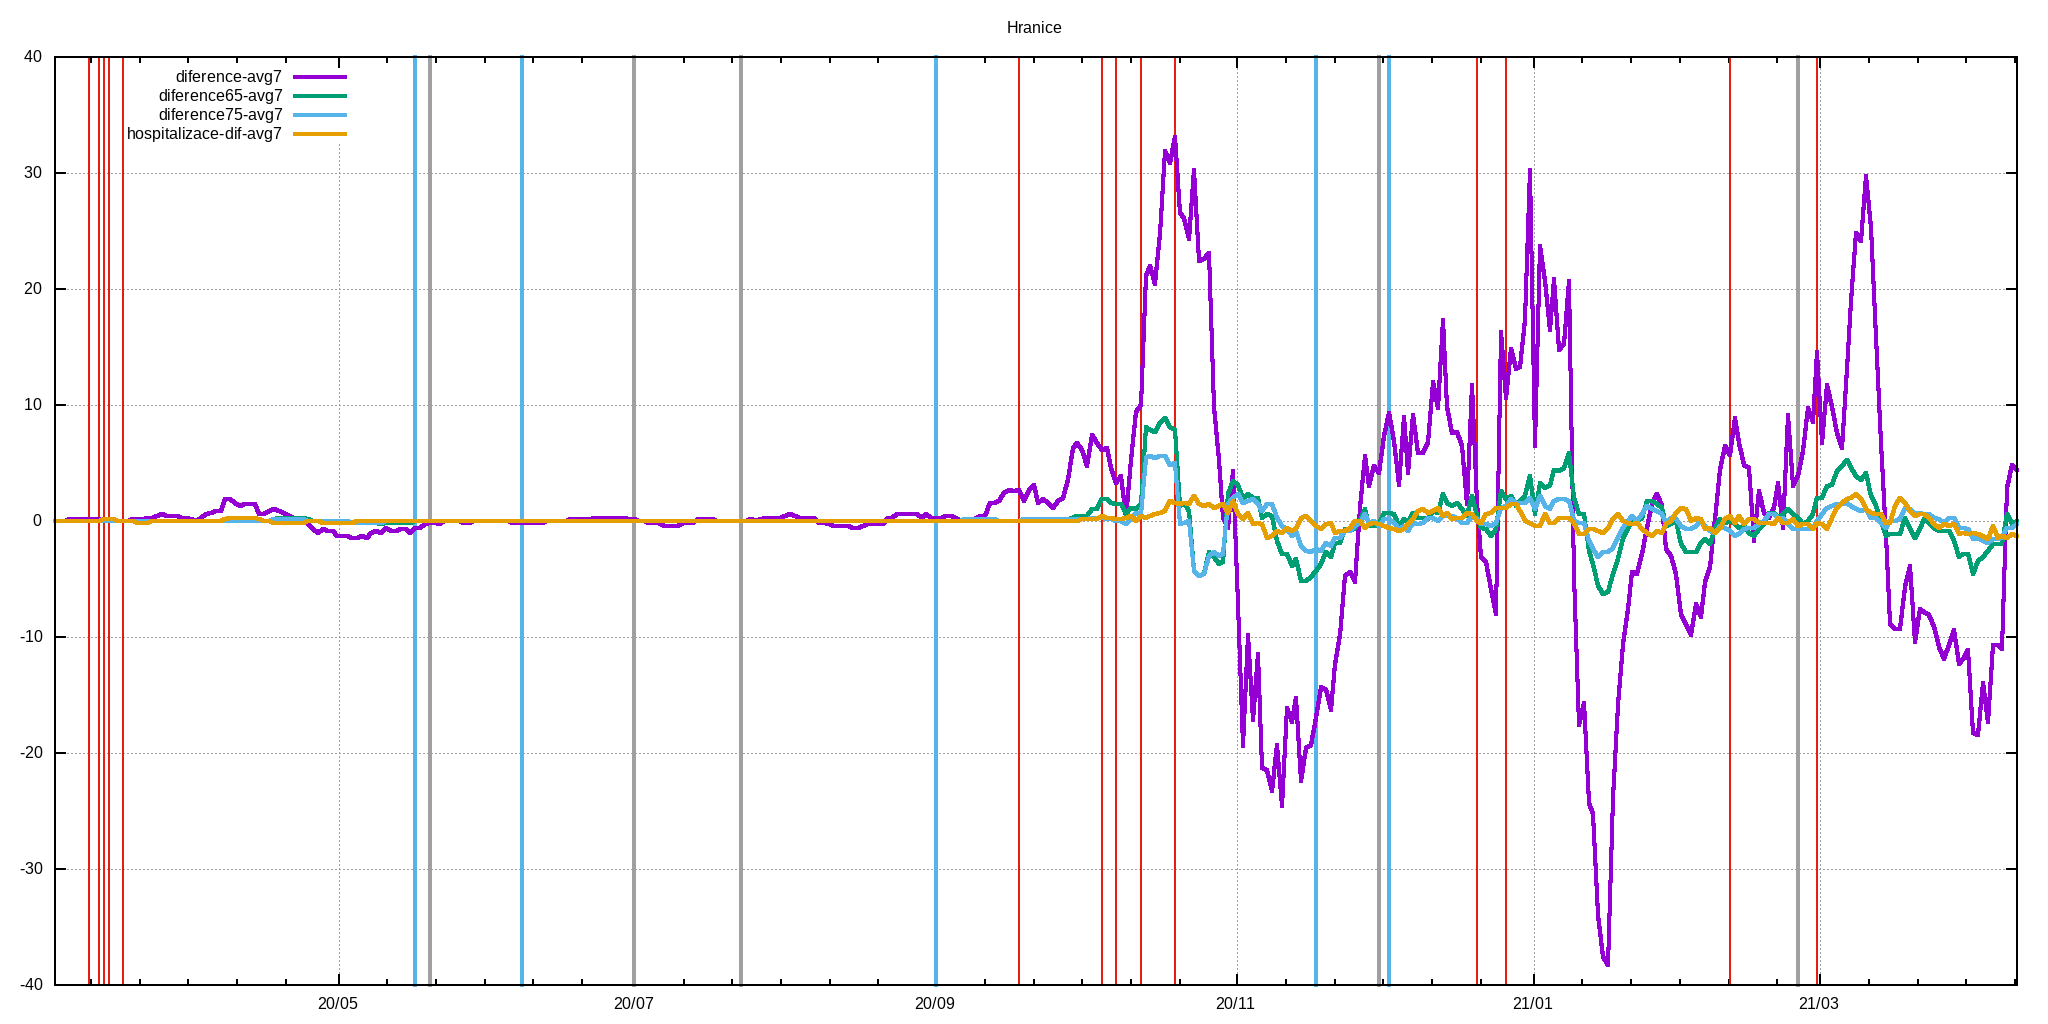 Hranice
diference-avg7
diference65-avg7
diference75-avg7
hospitalizace-dif-avg7
40
30
20
10
0
-10
-20
-30
-40
20/05 20/07 20/09 20/11 21/01 21/03